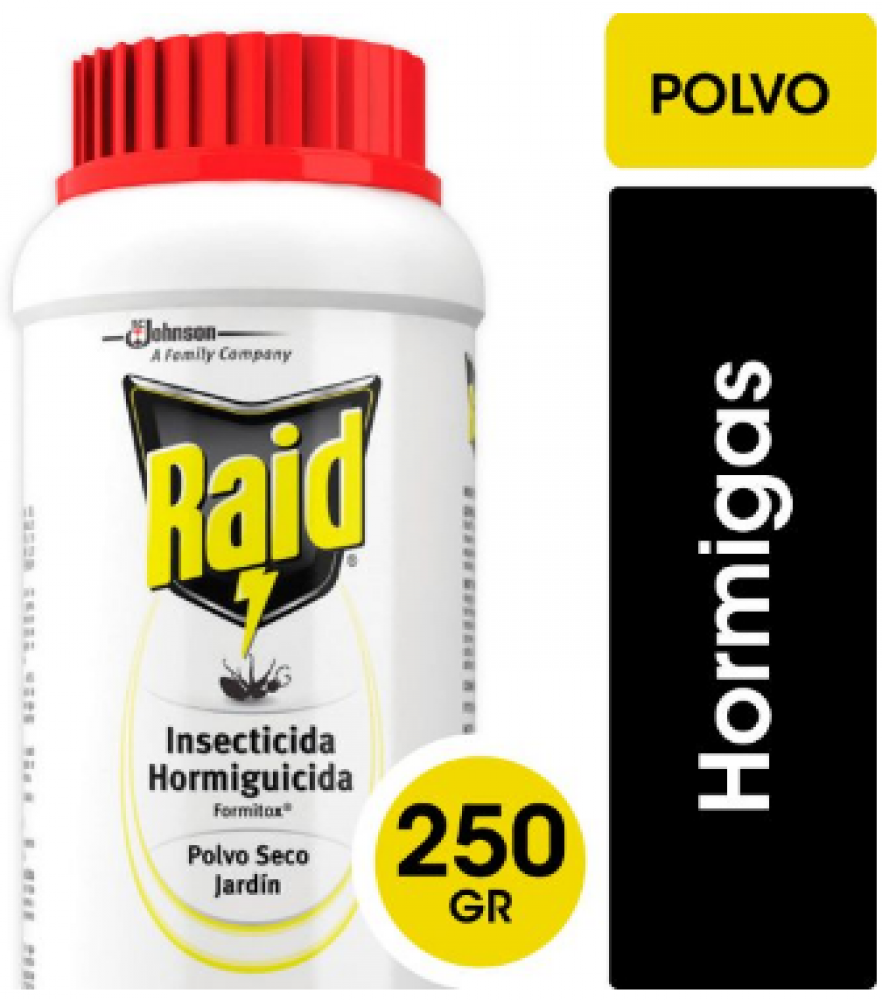 POLVO
Hormigas
SC Johnson
A Family Company
Raid®
Insecticida
Hormiguicida
Formitox®
Polvo Seco
Jardín
250
GR